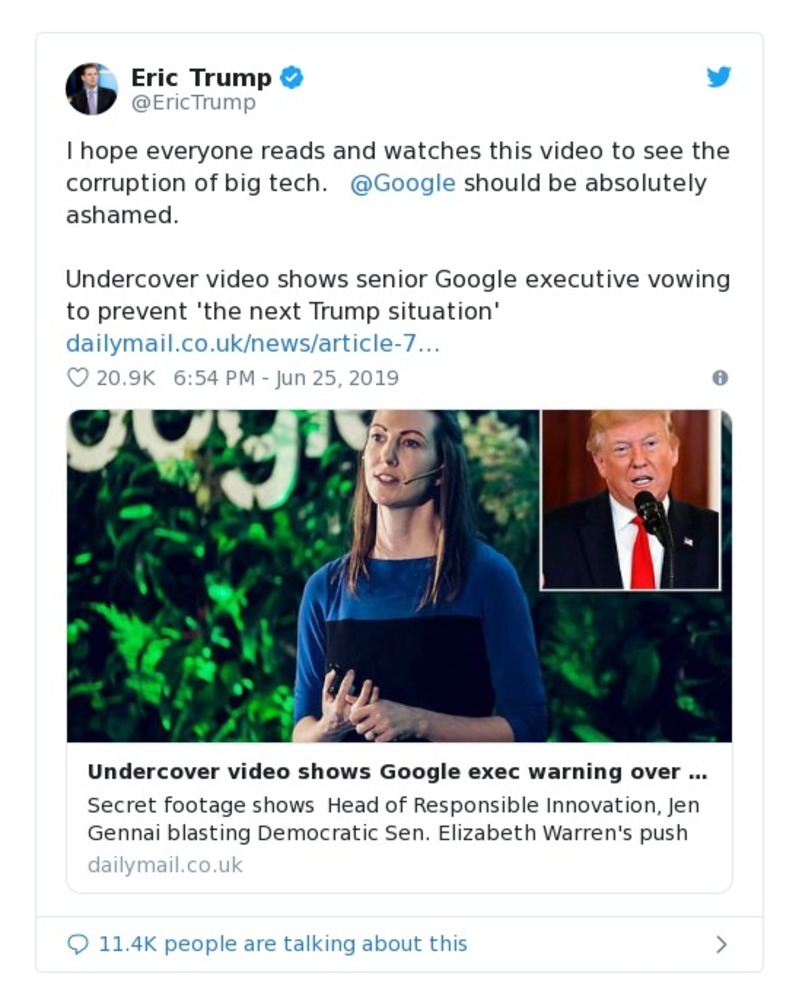 Eric Trump
@EricTrump
I hope everyone reads and watches this video to see the
corruption of big tech.   @Google should be absolutely
ashamed.
Undercover video shows senior Google executive vowing
to prevent 'the next Trump situation'
dailymail.co.uk/news/article-7…
20.9K 6:54 PM - Jun 25, 2019
Undercover video shows Google exec warning over ...
Secret footage shows  Head of Responsible Innovation, Jen
Gennai blasting Democratic Sen. Elizabeth Warren's push
dailymail.co.uk
11.4K people are talking about this